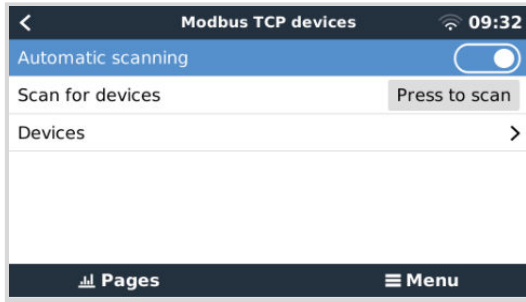 Modbus TCP devices 09:32
Automatic scanning
Scan for devices Press to scan
Devices
Pages Menu